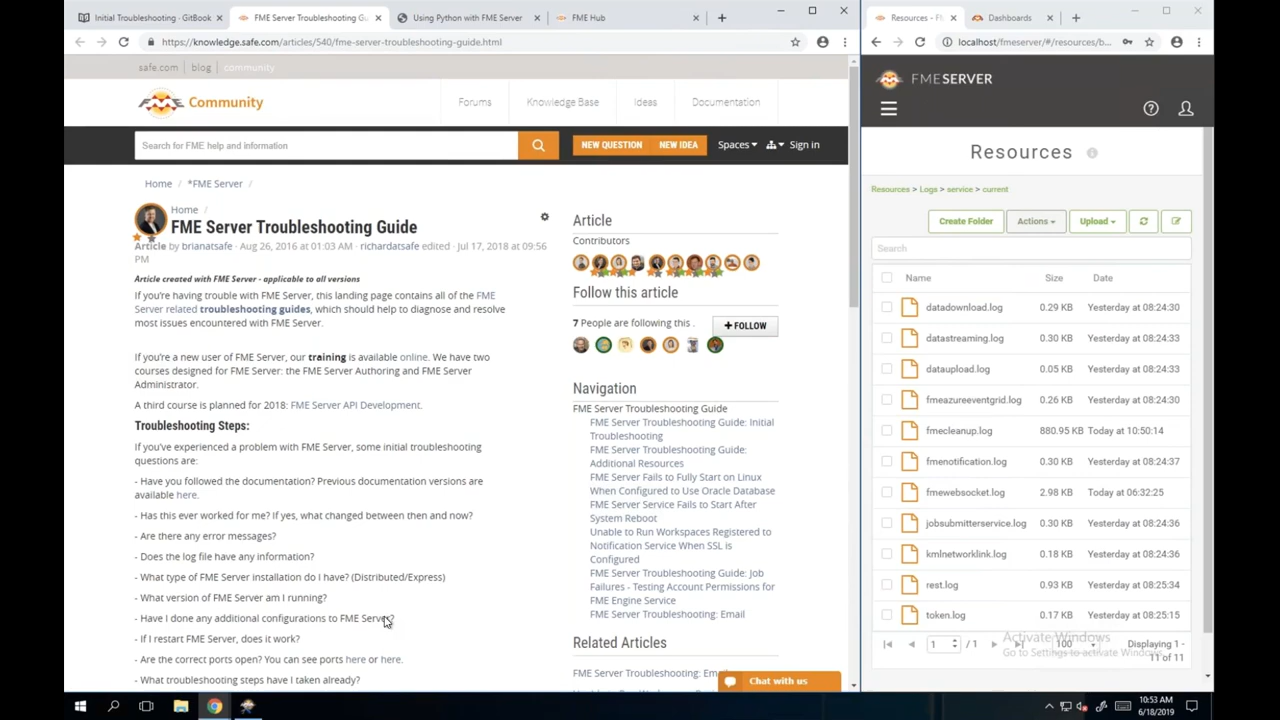 Initial Troubleshooting - GitBook
FME Server Troubleshooting Gu
Using Python with FME Server
FME Hub
https://knowledge.safe.com/articles/540/fme-server-troubleshooting-guide.html
safe.com
blog
community
Community
Forums
Knowledge Base
Ideas
Documentation
Search for FME help and information
NEW QUESTION
NEW IDEA
Spaces
Sign in
Home / *FME Server /
Home /
FME Server Troubleshooting Guide
Article by brianatsafe · Aug 26, 2016 at 01:03 AM · richardatsafe edited · Jul 17, 2018 at 09:56
PM
Article created with FME Server - applicable to all versions
If you're having trouble with FME Server, this landing page contains all of the FME
Server related troubleshooting guides, which should help to diagnose and resolve
most issues encountered with FME Server.
If you're a new user of FME Server, our training is available online. We have two
courses designed for FME Server: the FME Server Authoring and FME Server
Administrator.
A third course is planned for 2018: FME Server API Development.
Troubleshooting Steps:
If you've experienced a problem with FME Server, some initial troubleshooting
questions are:
- Have you followed the documentation? Previous documentation versions are
available here.
- Has this ever worked for me? If yes, what changed between then and now?
- Are there any error messages?
- Does the log file have any information?
- What type of FME Server installation do I have? (Distributed/Express)
- What version of FME Server am I running?
- Have I done any additional configurations to FME Server?
- If I restart FME Server, does it work?
- Are the correct ports open? You can see ports here or here.
- What troubleshooting steps have I taken already?
Article
Contributors
Follow this article
7 People are following this .
+ FOLLOW
Navigation
FME Server Troubleshooting Guide
FME Server Troubleshooting Guide: Initial
Troubleshooting
FME Server Troubleshooting Guide:
Additional Resources
FME Server Fails to Fully Start on Linux
When Configured to Use Oracle Database
FME Server Service Fails to Start After
System Reboot
Unable to Run Workspaces Registered to
Notification Service When SSL is
Configured
FME Server Troubleshooting Guide: Job
Failures - Testing Account Permissions for
FME Engine Service
FME Server Troubleshooting: Email
Related Articles
FME Server Troubleshooting: Em
Chat with us
Resources - F
Dashboards
localhost/fmeserver/#/resources/b...
FMESERVER
Resources
Resources > Logs > service > current
Create Folder
Actions
Upload
Search
Name Size Date
datadownload.log 0.29 KB Yesterday at 08:24:30
datastreaming.log 0.30 KB Yesterday at 08:24:33
dataupload.log 0.05 KB Yesterday at 08:24:33
fmeazureeventgrid.log 0.26 KB Yesterday at 08:24:30
fmecleanup.log 880.95 KB Today at 10:50:14
fmenotification.log 0.30 KB Yesterday at 08:24:37
fmewebsocket.log 2.98 KB Today at 06:32:25
jobsubmitterservice.log 0.30 KB Yesterday at 08:24:36
kmlnetworklink.log 0.18 KB Yesterday at 08:24:36
rest.log 0.93 KB Yesterday at 08:25:34
token.log 0.17 KB Yesterday at 08:25:15
1 / 1 100 Displaying 1 -
11 of 11
Activate Windows
Go to Settings to activate Windows.
10:53 AM
6/18/2019